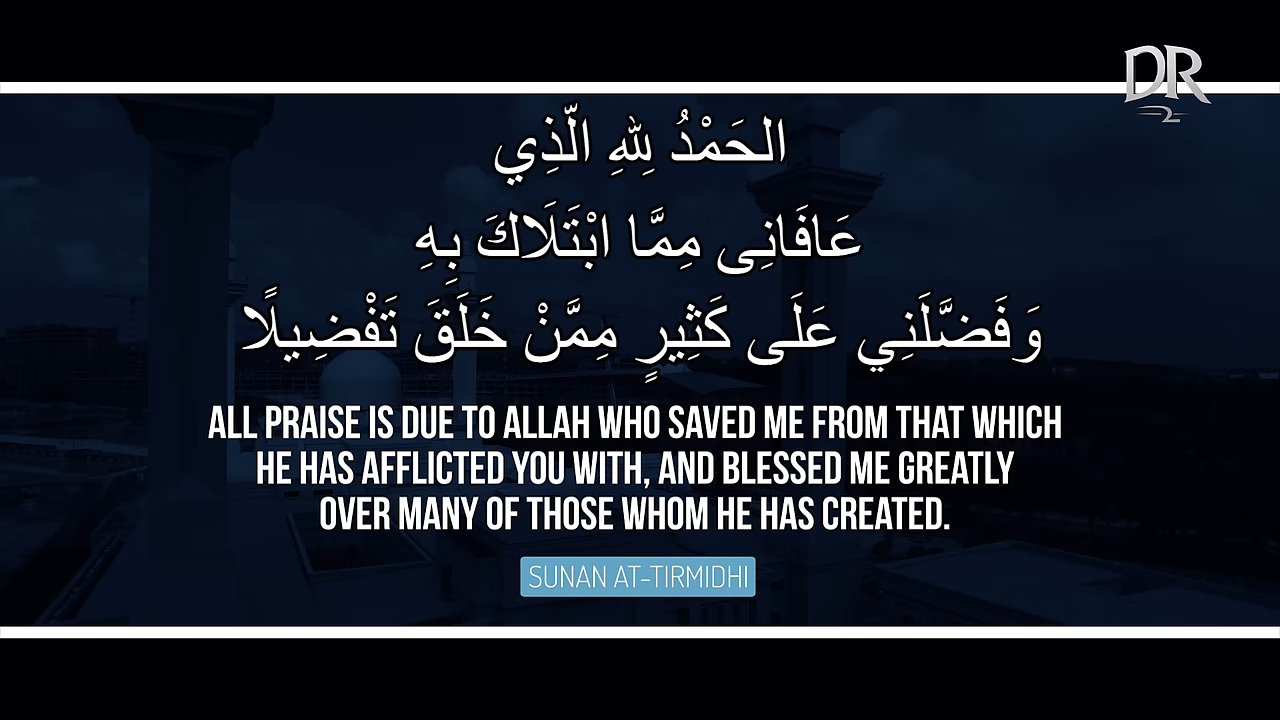 DR
2
الحَمْدُ لِلهِ الَّذِي
عَافَانِى مِمَّا ابْتَلَاكَ بِهِ
وَفَضَّلَنِي عَلَى كَثِيرٍ مِمَّنْ خَلَقَ تَفْضِيلًا
ALL PRAISE IS DUE TO ALLAH WHO SAVED ME FROM THAT WHICH
HE HAS AFFLICTED YOU WITH, AND BLESSED ME GREATLY
OVER MANY OF THOSE WHOM HE HAS CREATED.
SUNAN AT-TIRMIDHI